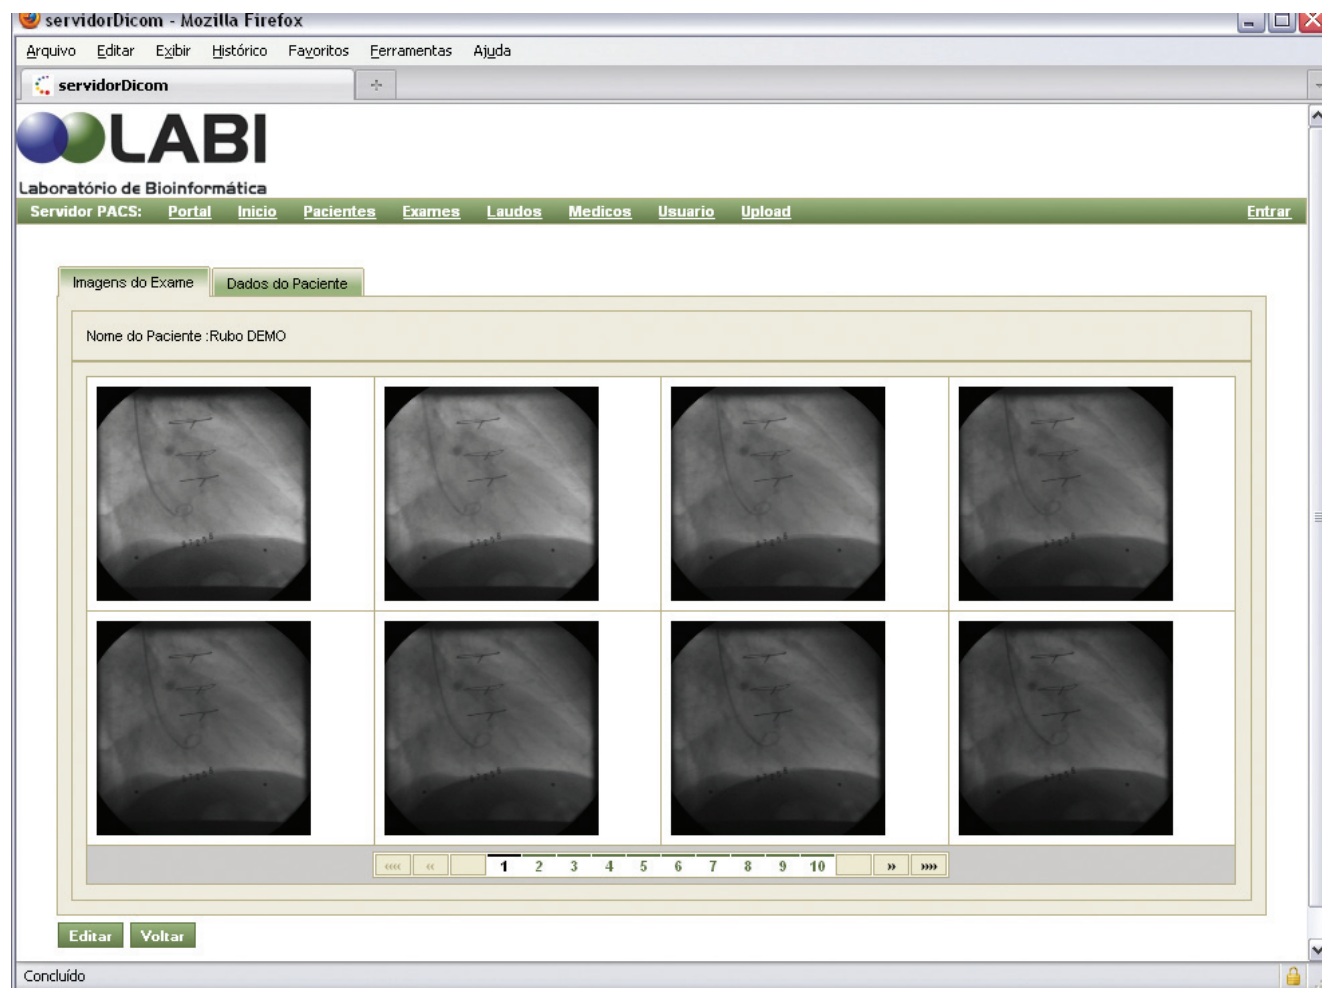 servidorDicom - Mozilla Firefox
Arquivo Editar Exibir Histórico Favoritos Ferramentas Ajuda
servidorDicom
LABI
Laboratório de Bioinformática
Servidor PACS: Portal Inicio Pacientes Exames Laudos Medicos Usuario Upload Entrar
Imagens do Exame Dados do Paciente
Nome do Paciente :Rubo DEMO
«« « 1 2 3 4 5 6 7 8 9 10 » »»
Editar Voltar
Concluído